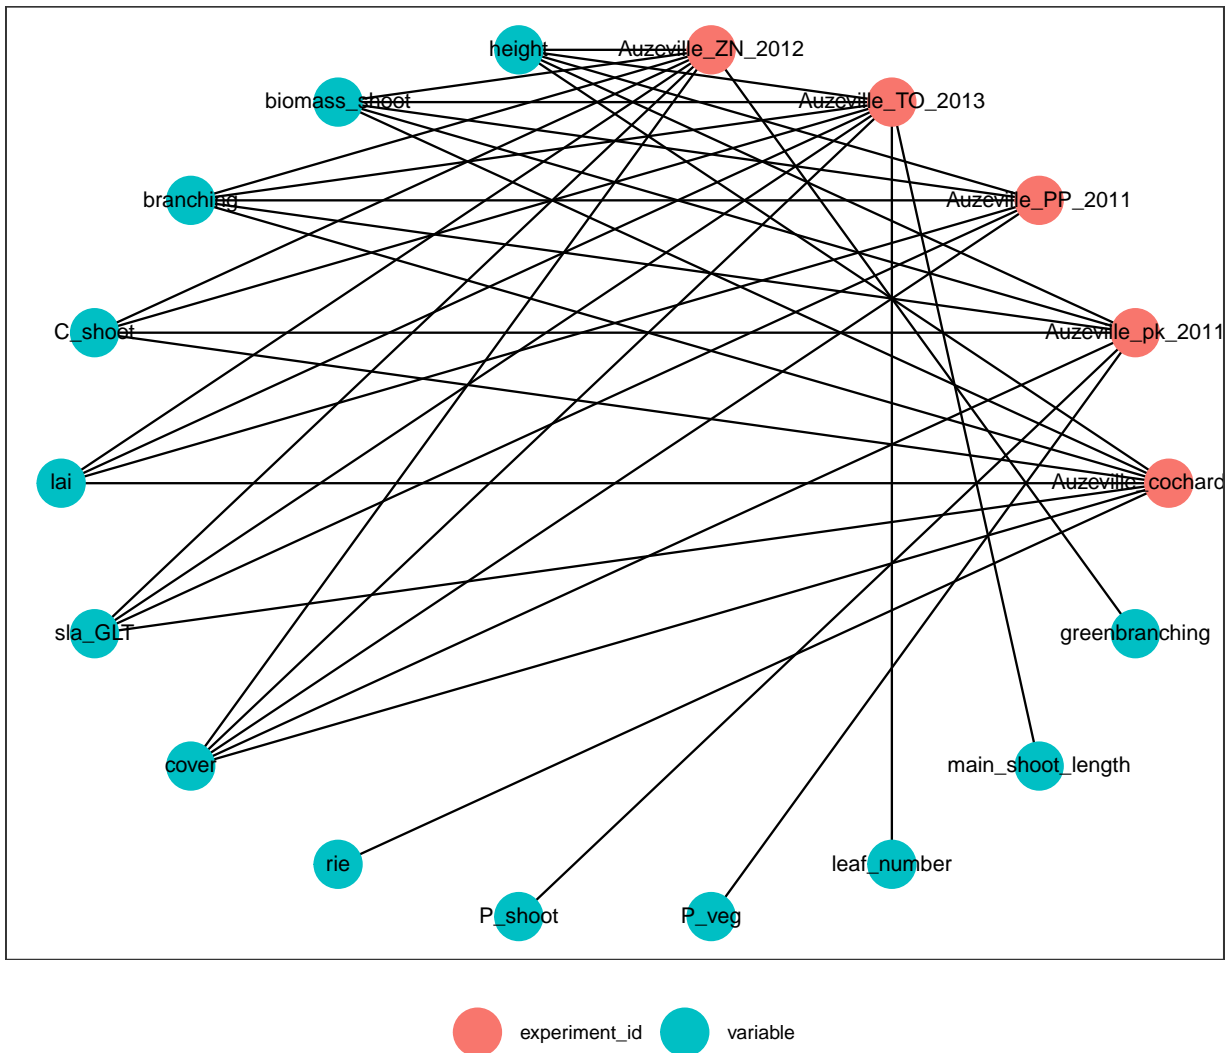 height
Auzeville_ZN_2012
biomass_shoot
Auzeville_TO_2013
branching
Auzeville_PP_2011
C_shoot
Auzeville_pk_2011
lai
Auzeville_cochard
sla_GLT
greenbranching
cover
main_shoot_length
rie
leaf_number
P_shoot
P_veg
experiment_id
variable